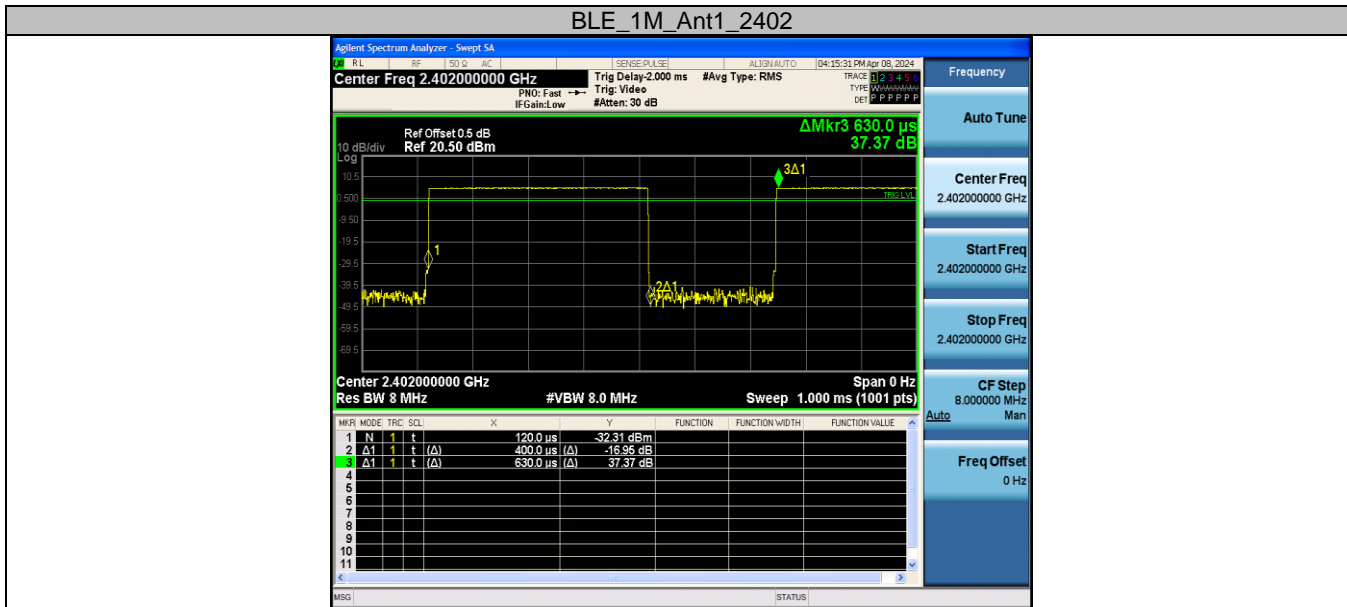 BLE_1M_Ant1_2402
Agilent Spectrum Analyzer - Swept SA
RL RF 50 Ω AC SENSE:PULSE ALIGNAUTO 04:15:31 PM Apr 08, 2024
Center Freq 2.402000000 GHz
PNO: Fast
IFGain:Low
Trig Delay-2.000 ms
Trig: Video
#Atten: 30 dB
#Avg Type: RMS
TRACE 1 2 3 4 5 6
TYPE W
DET P P P P P P
Frequency
ΔMkr3 630.0 µs
37.37 dB
Ref Offset 0.5 dB
10 dB/div Ref 20.50 dBm
Log
10.5
0.500
-9.50
-19.5
-29.5
-39.5
-49.5
-59.5
-69.5
TRIG LVL
1
2Δ1
3Δ1
Center 2.402000000 GHz Span 0 Hz
Res BW 8 MHz #VBW 8.0 MHz Sweep 1.000 ms (1001 pts)
MKR MODE TRC SCL X Y FUNCTION FUNCTION WIDTH FUNCTION VALUE
1 N 1 t 120.0 µs -32.31 dBm
2 Δ1 1 t (Δ) 400.0 µs (Δ) -16.95 dB
3 Δ1 1 t (Δ) 630.0 µs (Δ) 37.37 dB
4
5
6
7
8
9
10
11
Auto Tune
Center Freq
2.402000000 GHz
Start Freq
2.402000000 GHz
Stop Freq
2.402000000 GHz
CF Step
8.000000 MHz
Auto Man
Freq Offset
0 Hz
MSG STATUS